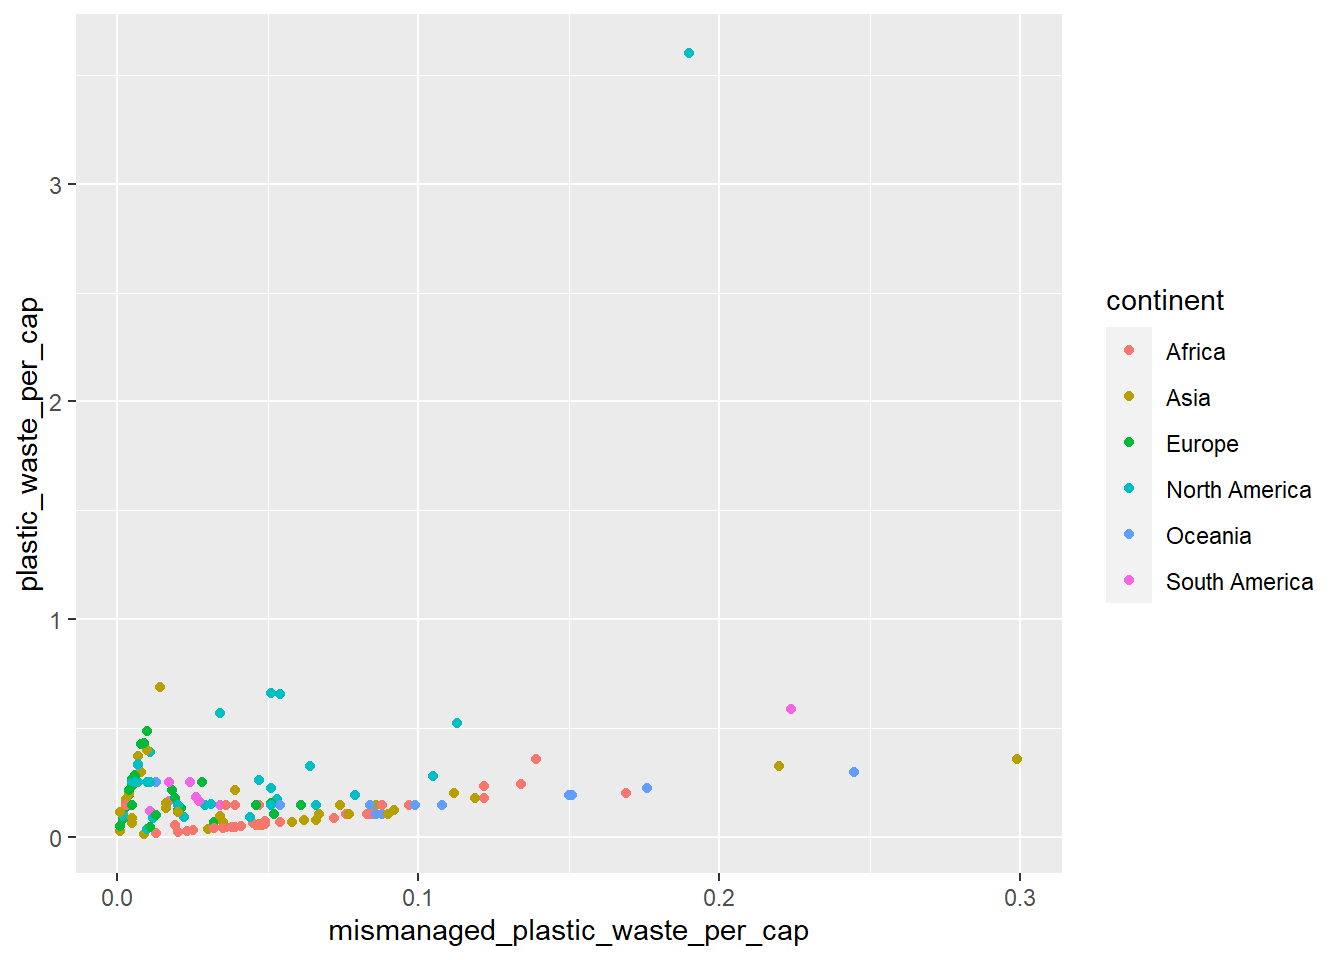 plastic_waste_per_cap
3
2
1
0
0.0
0.1
0.2
0.3
mismanaged_plastic_waste_per_cap
continent
Africa
Asia
Europe
North America
Oceania
South America